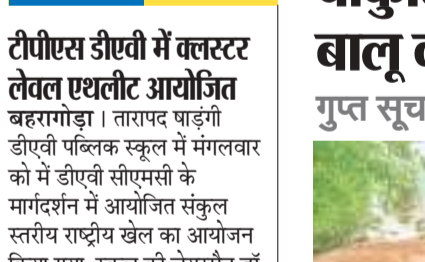 टीपीएस डीएवी में क्लस्टर
लेवल एथलीट आयोजित
बहरागोड़ा । तारापद षाड़ंगी
डीएवी पब्लिक स्कूल में मंगलवार
को में डीएवी सीएमसी के
मार्गदर्शन में आयोजित संकुल
स्तरीय राष्ट्रीय खेल का आयोजन
बालू
गुप्त सूच